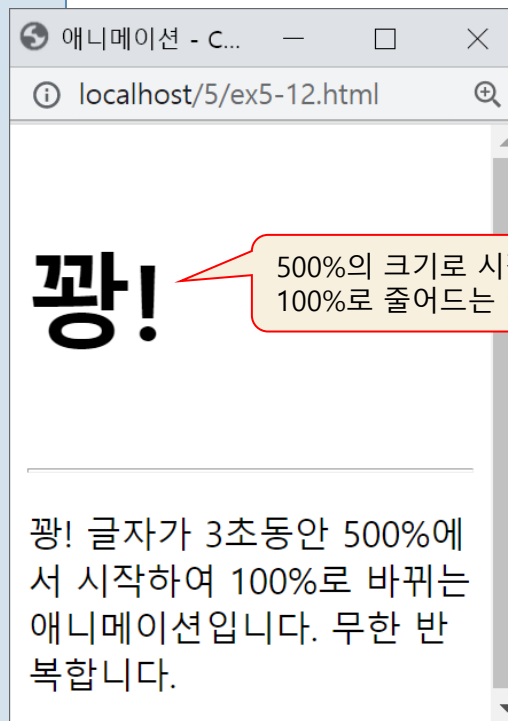 애니메이션 - C...
localhost/5/ex5-12.html
꽝!
500%의 크기로
100%로 줄어드는
꽝! 글자가 3초동안 500%에
서 시작하여 100%로 바뀌는
애니메이션입니다. 무한 반
복합니다.